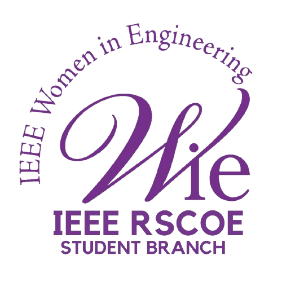 IEEE Women in Engineering
Wie
IEEE RSCOE
STUDENT BRANCH